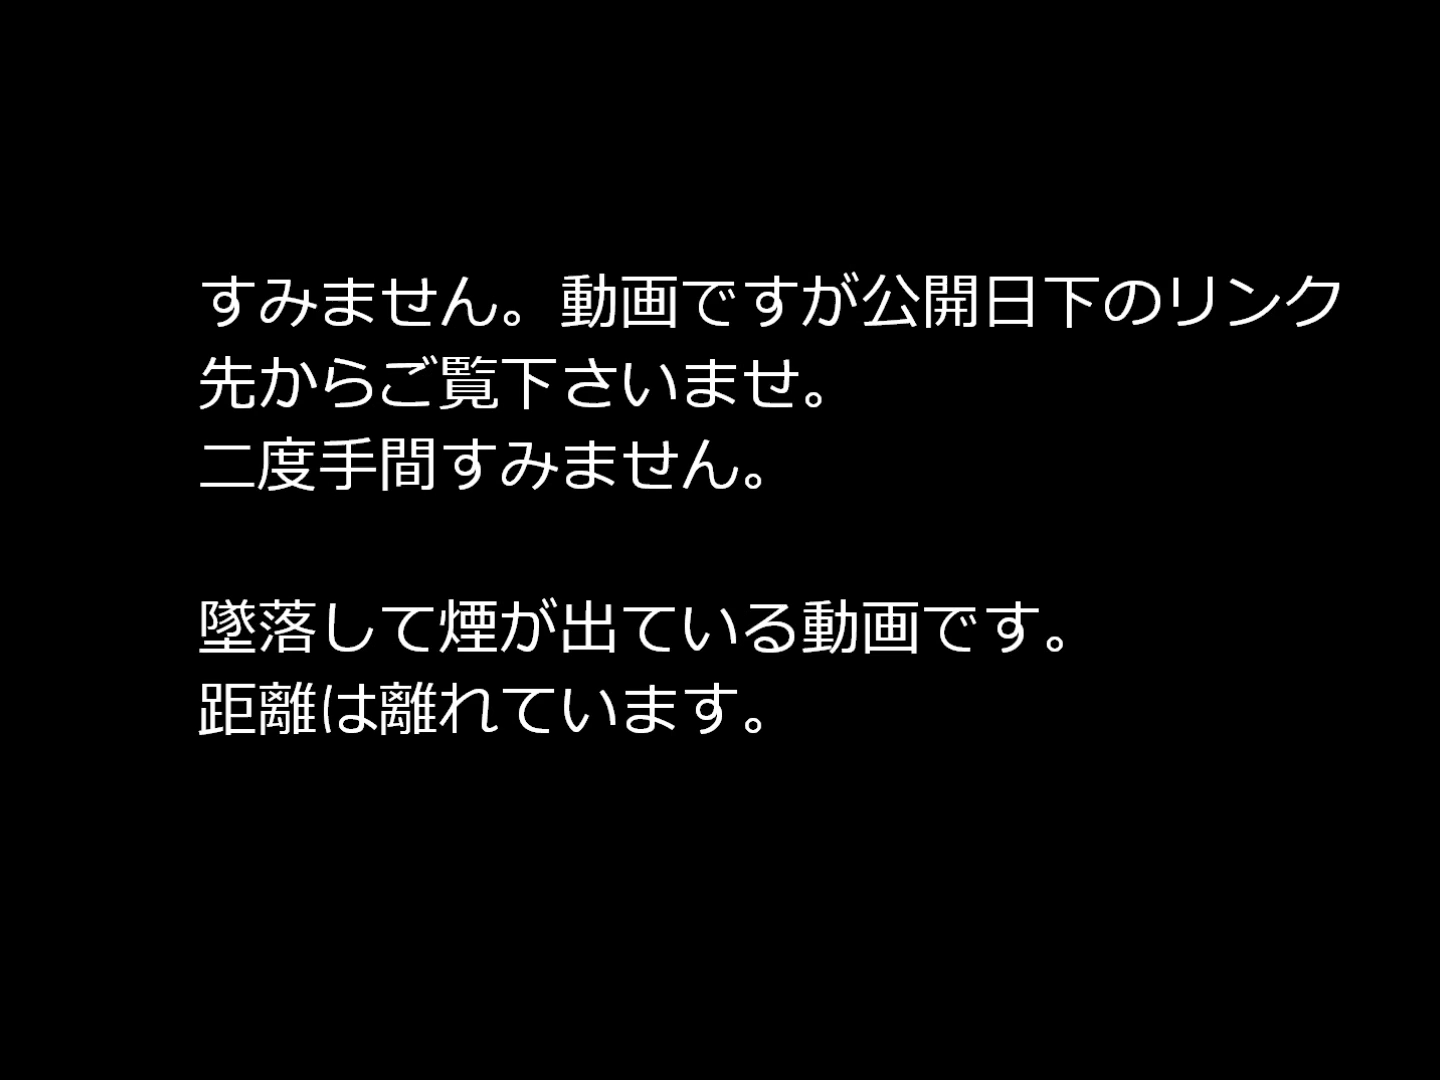 すみません。動画ですが公開日下のリンク
先からご覧下さいませ。
二度手間すみません。
墜落して煙が出ている動画です。
距離は離れています。